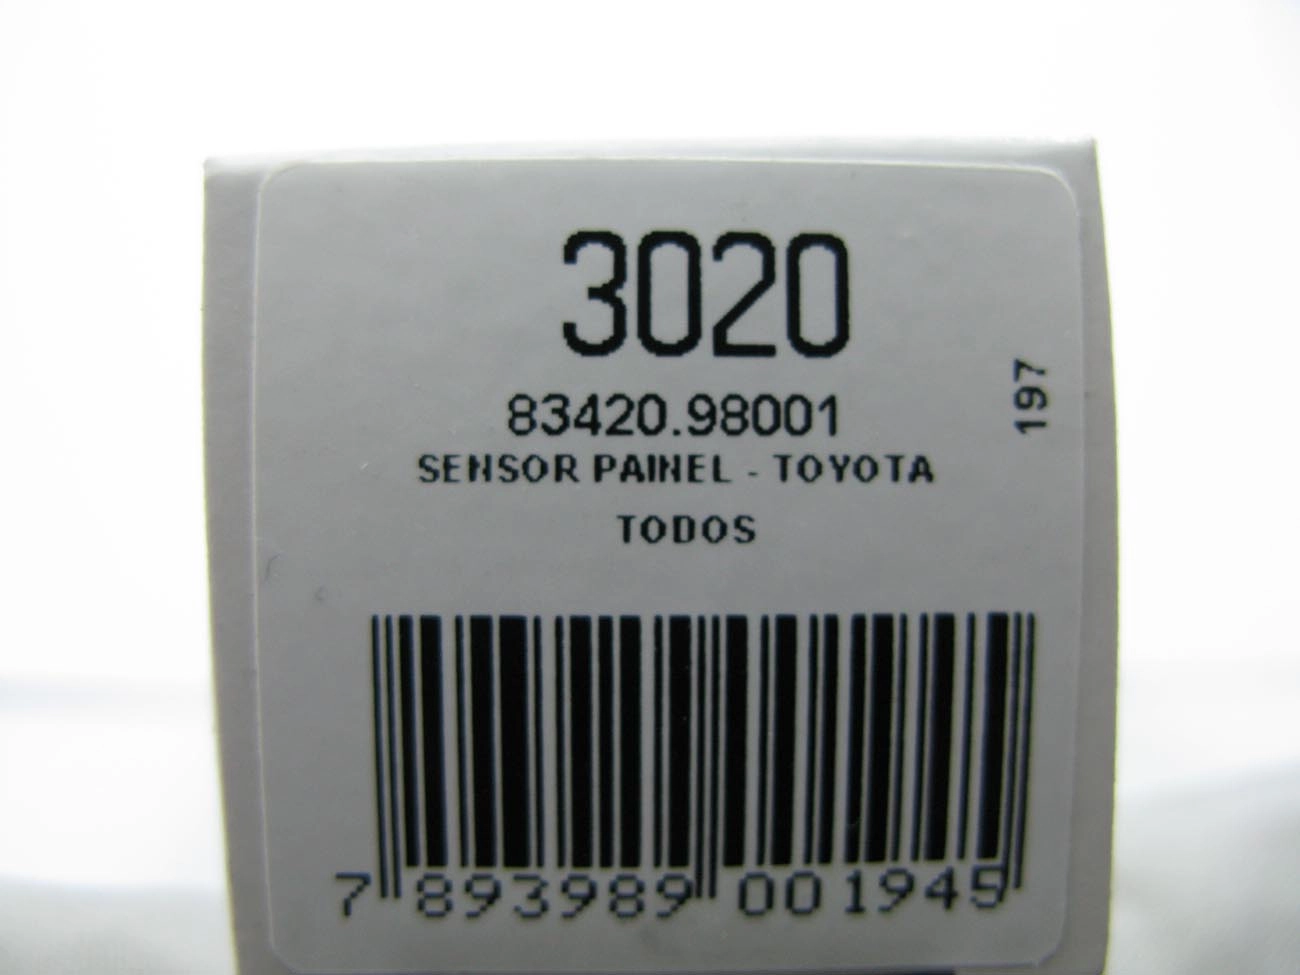 3020
197
83420.98001
SENSOR PAINEL - TOYOTA
TODOS
7 893989 001945